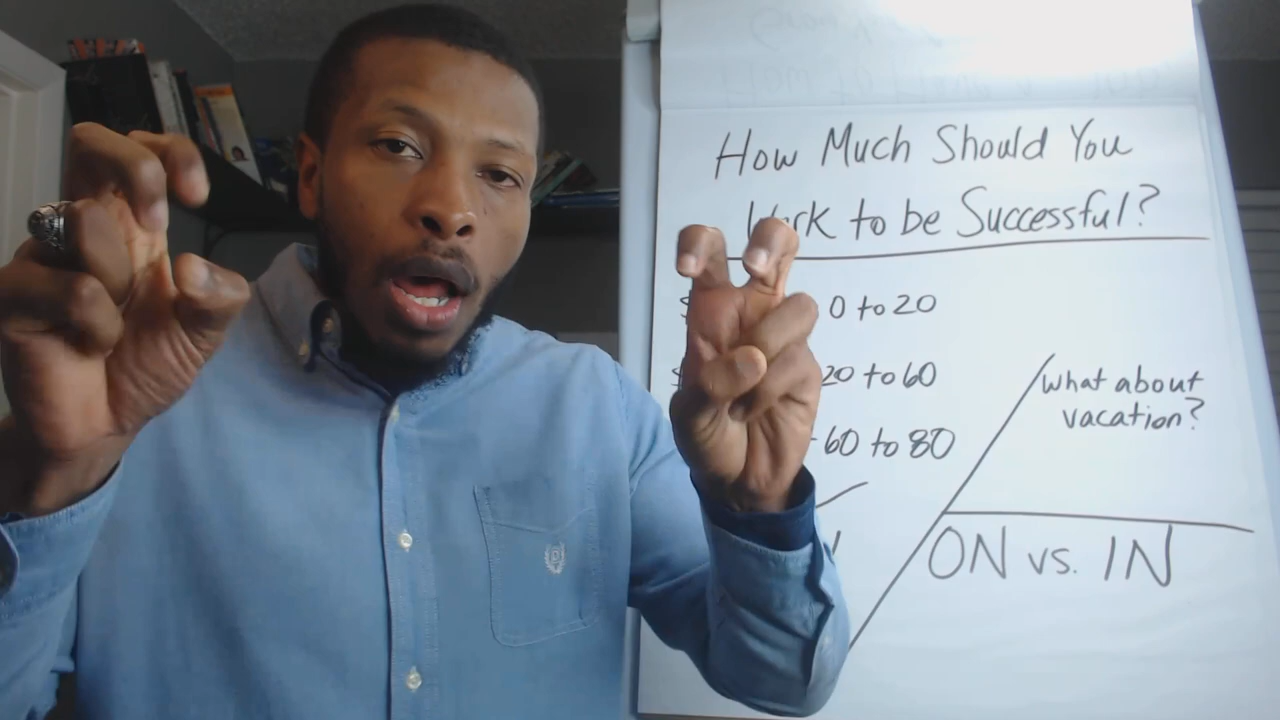 How Much Should You
Work to be Successful?
0 to 20
20 to 60
60 to 80
What about
vacation?
ON vs. IN